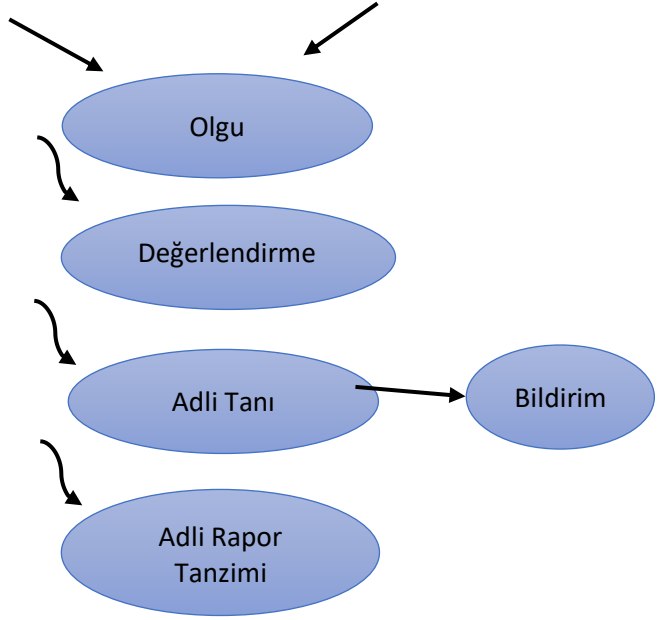 Olgu
Değerlendirme
Adli Tanı
Bildirim
Adli Rapor
Tanzimi